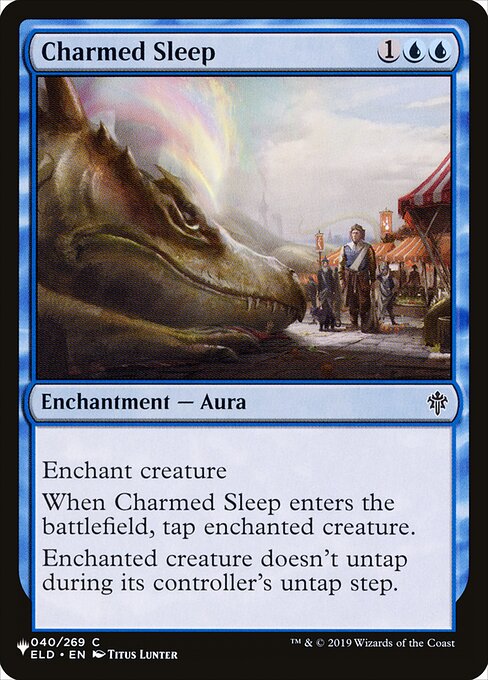 Charmed Sleep 1
Enchantment — Aura
Enchant creature
When Charmed Sleep enters the
battlefield, tap enchanted creature.
Enchanted creature doesn't untap
during its controller's untap step.
040/269 C
ELD • EN Titus Lunter
™ & © 2019 Wizards of the Coast